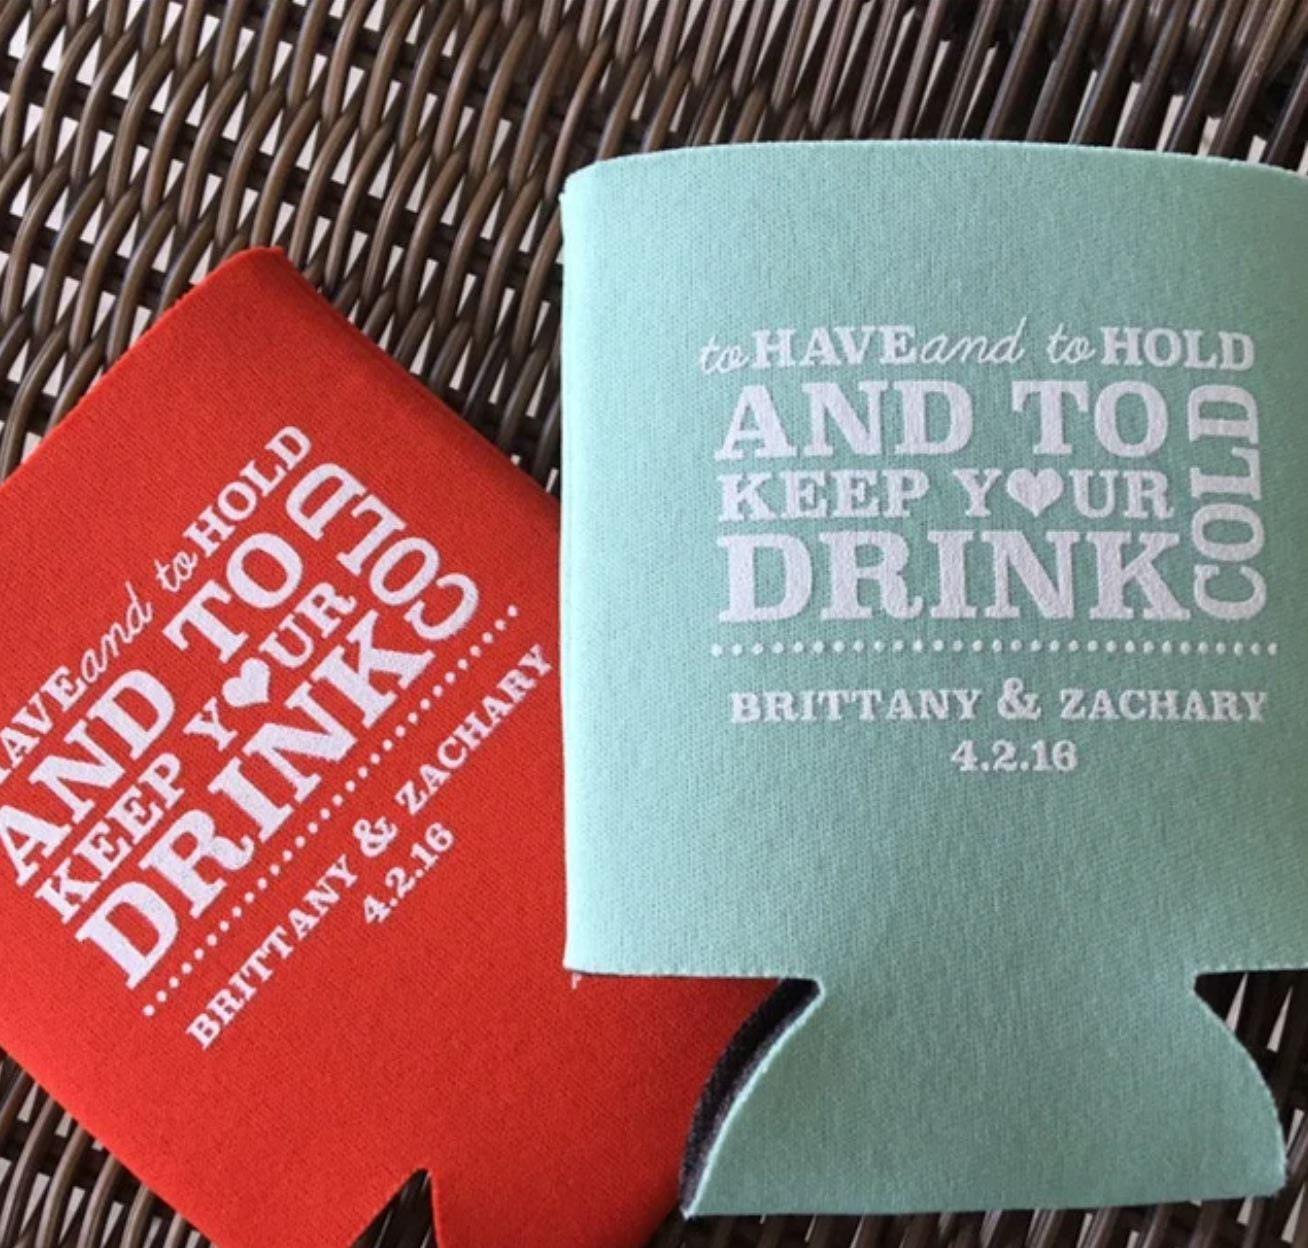 to HAVE and to HOLD
AND TO
KEEP Y♥UR
DRINK
COLD
BRITTANY & ZACHARY
4.2.16
HAVE and to HOLD
AND TO
KEEP Y♥UR
DRINK
COLD
BRITTANY & ZACHARY
4.2.16